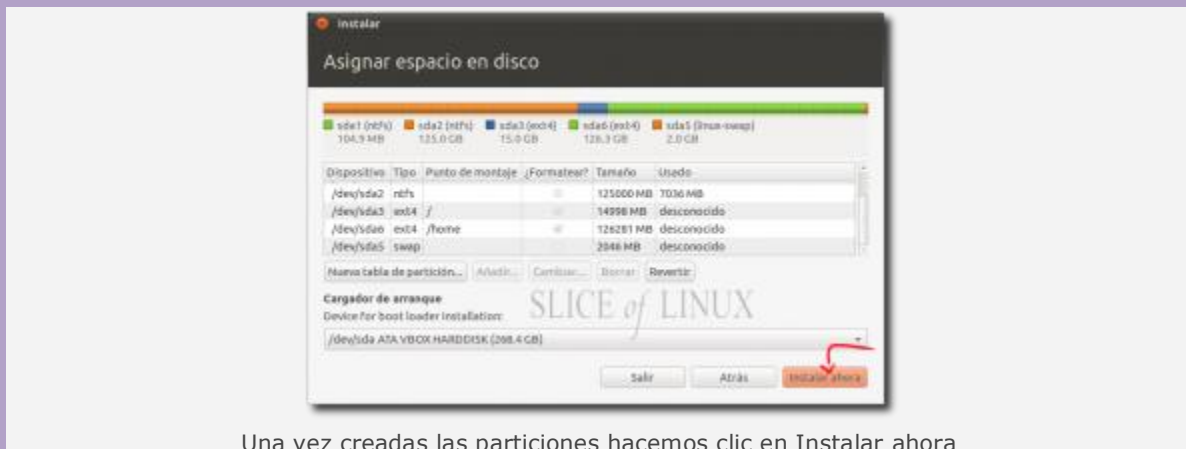 Instalar
Asignar espacio en disco
sda1 (ntfs) sda2 (ntfs) sda3 (ext4) sda6 (ext4) sda5 (linux-swap)
104.9 MB 125.0 GB 15.0 GB 126.3 GB 2.0 GB
Dispositivo Tipo Punto de montaje ¿Formatear? Tamaño Usado
/dev/sda2 ntfs 125000 MB 7036 MB
/dev/sda3 ext4 / 14998 MB desconocido
/dev/sda6 ext4 /home 126281 MB desconocido
/dev/sda5 swap 2046 MB desconocido
Nueva tabla de partición... Añadir... Cambiar... Borrar Revertir
Cargador de arranque
SLICE of LINUX
Device for boot loader installation:
/dev/sda ATA VBOX HARDDISK (268.4 GB)
Salir Atrás Instalar ahora
Una vez creadas las particiones hacemos clic en Instalar ahora